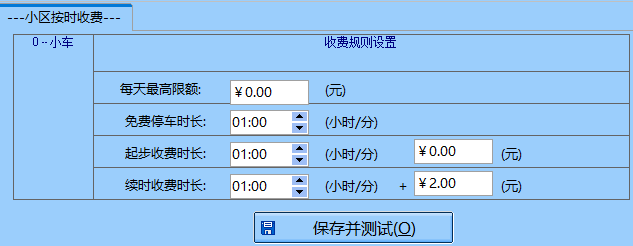 ---小区按时收费---
0 -- 小车
收费规则设置
每天最高限额: ￥0.00 (元)
免费停车时长: 01:00 (小时/分)
起步收费时长: 01:00 (小时/分) ￥0.00 (元)
续时收费时长: 01:00 (小时/分) + ￥2.00 (元)
保存并测试(O)